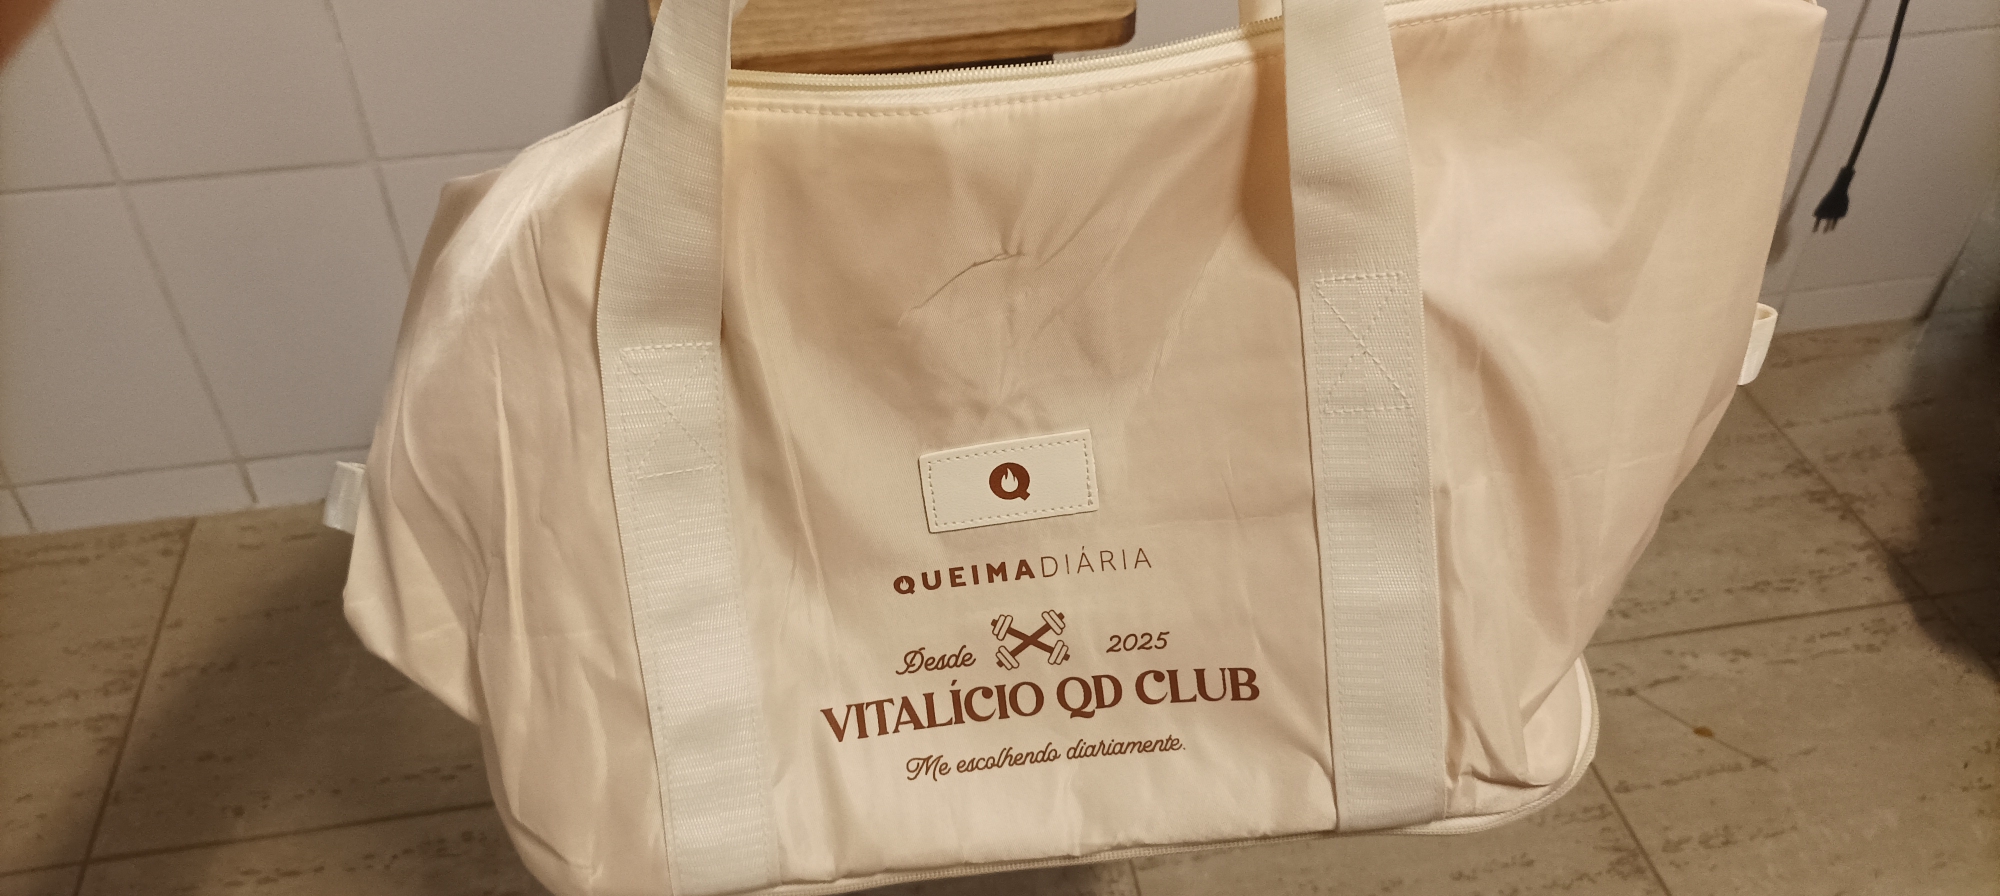 Q
QUEIMADIÁRIA
Desde 2025
VITALÍCIO QD CLUB
Me escolhendo diariamente.